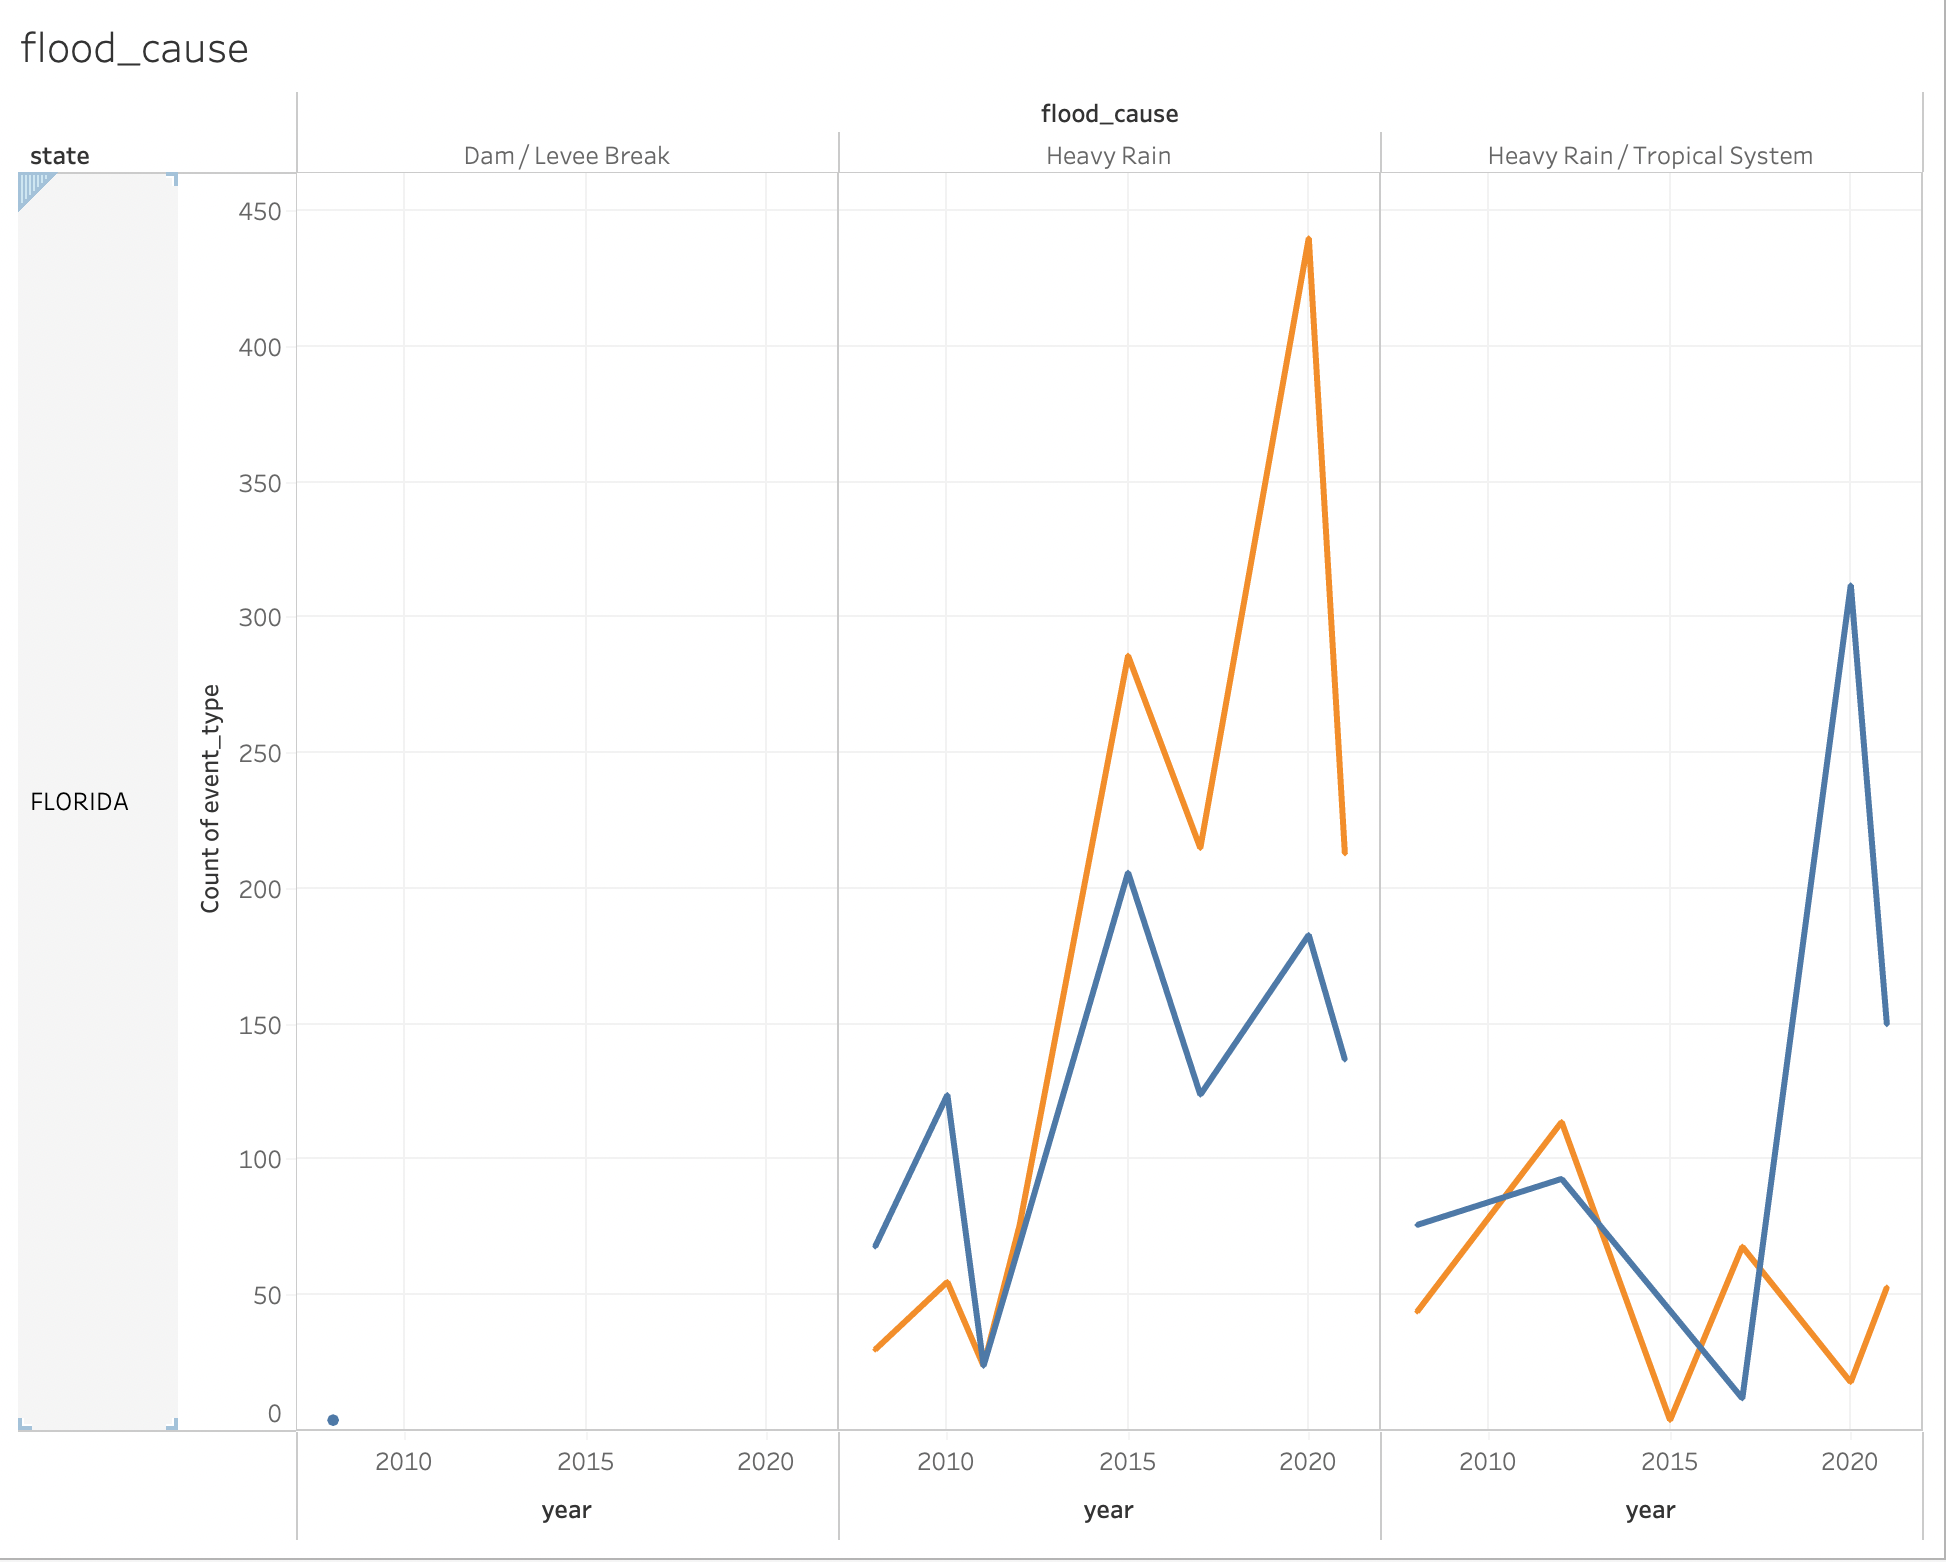 flood_cause
flood_cause
state
Dam / Levee Break
Heavy Rain
Heavy Rain / Tropical System
450
400
350
300
250
200
150
100
50
0
Count of event_type
FLORIDA
2010 2015 2020
2010 2015 2020
2010 2015 2020
year
year
year